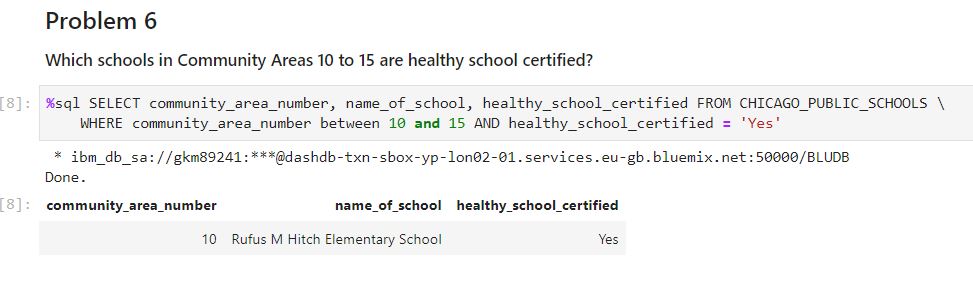 Problem 6
Which schools in Community Areas 10 to 15 are healthy school certified?
[8]: %sql SELECT community_area_number, name_of_school, healthy_school_certified FROM CHICAGO_PUBLIC_SCHOOLS \
WHERE community_area_number between 10 and 15 AND healthy_school_certified = 'Yes'
* ibm_db_sa://gkm89241:***@dashdb-txn-sbox-yp-lon02-01.services.eu-gb.bluemix.net:50000/BLUDB
Done.
[8]: community_area_number name_of_school healthy_school_certified
10 Rufus M Hitch Elementary School Yes